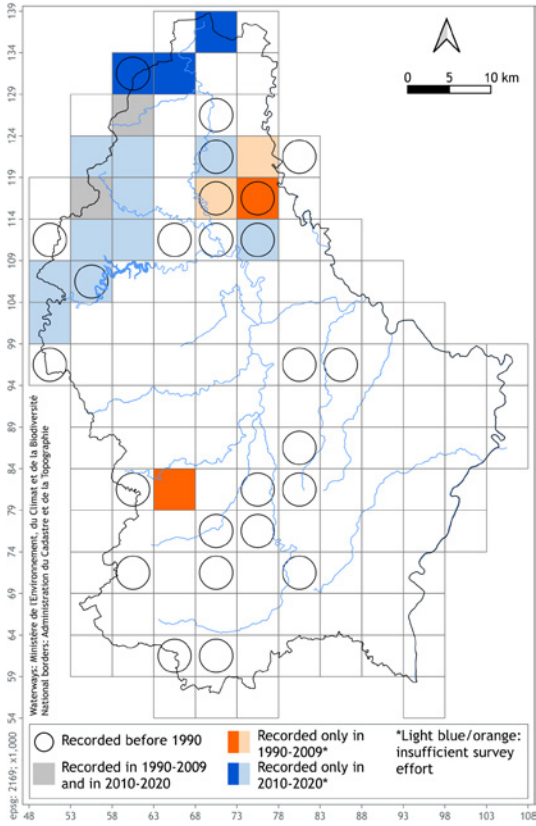 139
134
129
124
119
114
109
104
99
94
89
84
79
74
69
64
59
54
0 5 10 km
Waterways: Ministère de l'Environnement, du Climat et de la Biodiversité
National borders: Administration du Cadastre et de la Topographie
epsg: 2169; x1,000
Recorded before 1990
Recorded in 1990-2009
and in 2010-2020
Recorded only in
1990-2009*
Recorded only in
2010-2020*
*Light blue/orange:
insufficient survey
effort
48 53 58 63 68 73 78 83 88 93 98 103 108